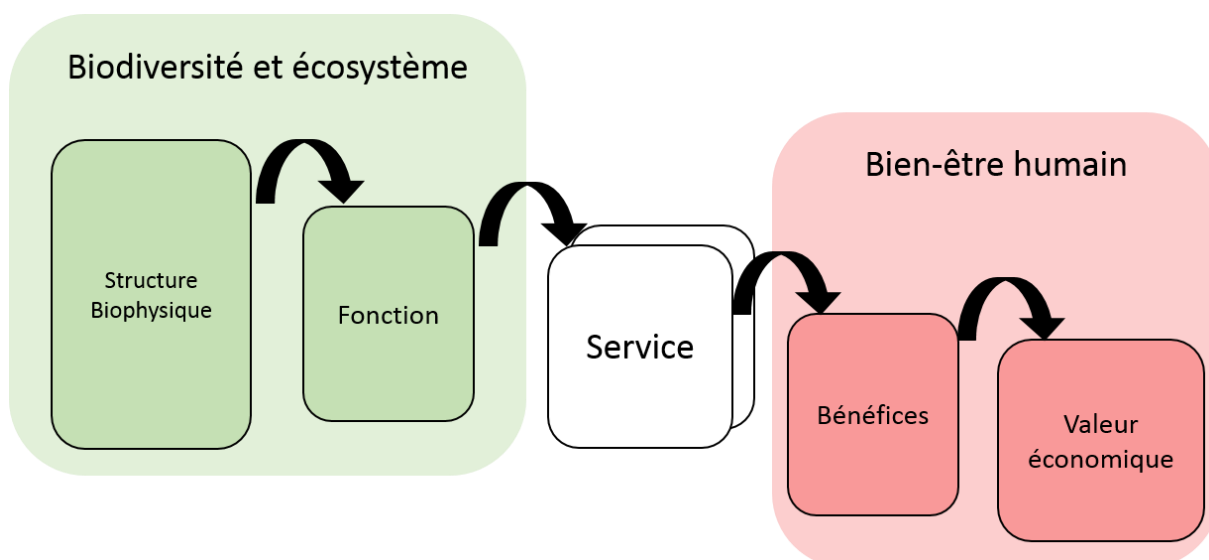 Biodiversité et écosystème
Bien-être humain
Structure
Biophysique
Fonction
Service
Bénéfices
Valeur
économique